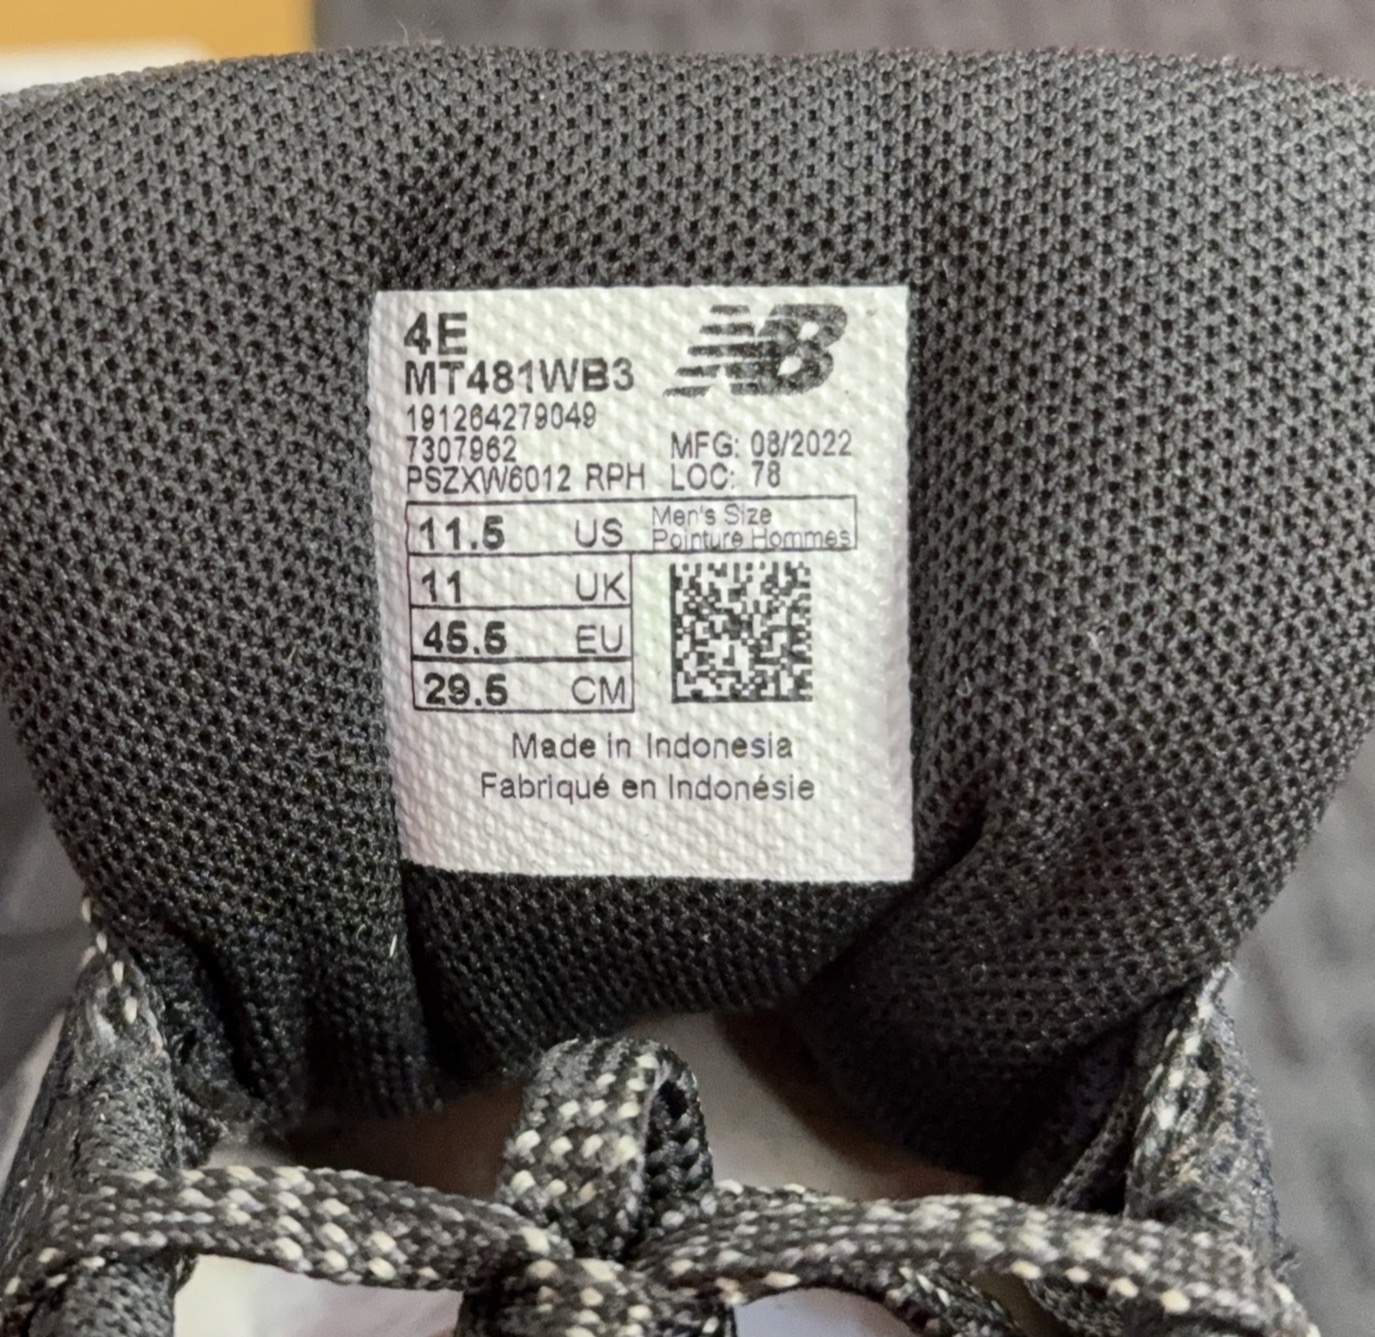 4E
NB
MT481WB3
191264279049
7307962 MFG: 08/2022
PSZXW6012 RPH LOC: 78
11.5 US Men's Size
Pointure Hommes
11 UK
45.5 EU
29.5 CM
Made in Indonesia
Fabriqué en Indonésie